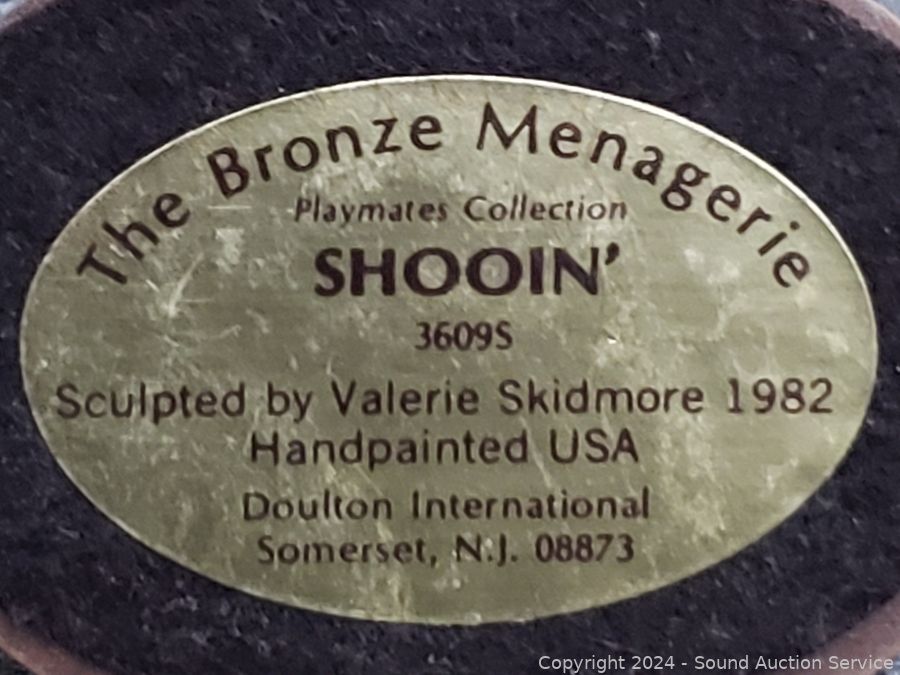 The Bronze Menagerie
Playmates Collection
SHOOIN'
3609S
Sculpted by Valerie Skidmore 1982
Handpainted USA
Doulton International
Somerset, N.J. 08873
Copyright 2024 - Sound Auction Service